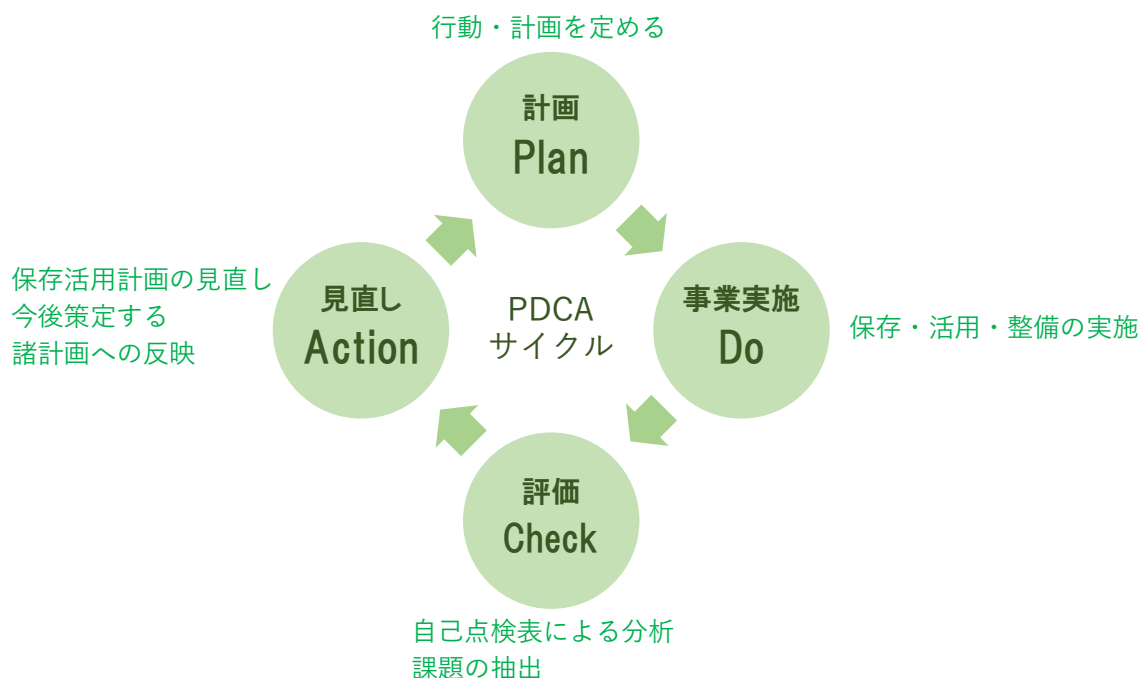 行動・計画を定める
計画
Plan
保存活用計画の見直し
今後策定する
諸計画への反映
見直し
Action
PDCA
サイクル
事業実施
Do
保存・活用・整備の実施
評価
Check
自己点検表による分析
課題の抽出